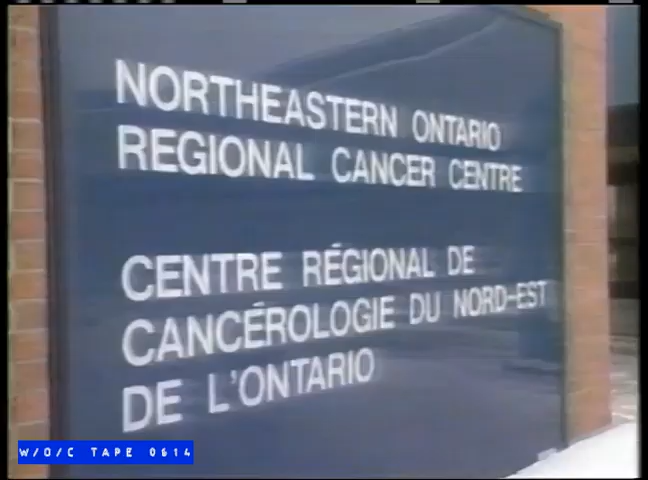 NORTHEASTERN ONTARIO
REGIONAL CANCER CENTRE
CENTRE RÉGIONAL DE
CANCÉROLOGIE DU NORD-EST
DE L'ONTARIO
W/O/C TAPE 0614